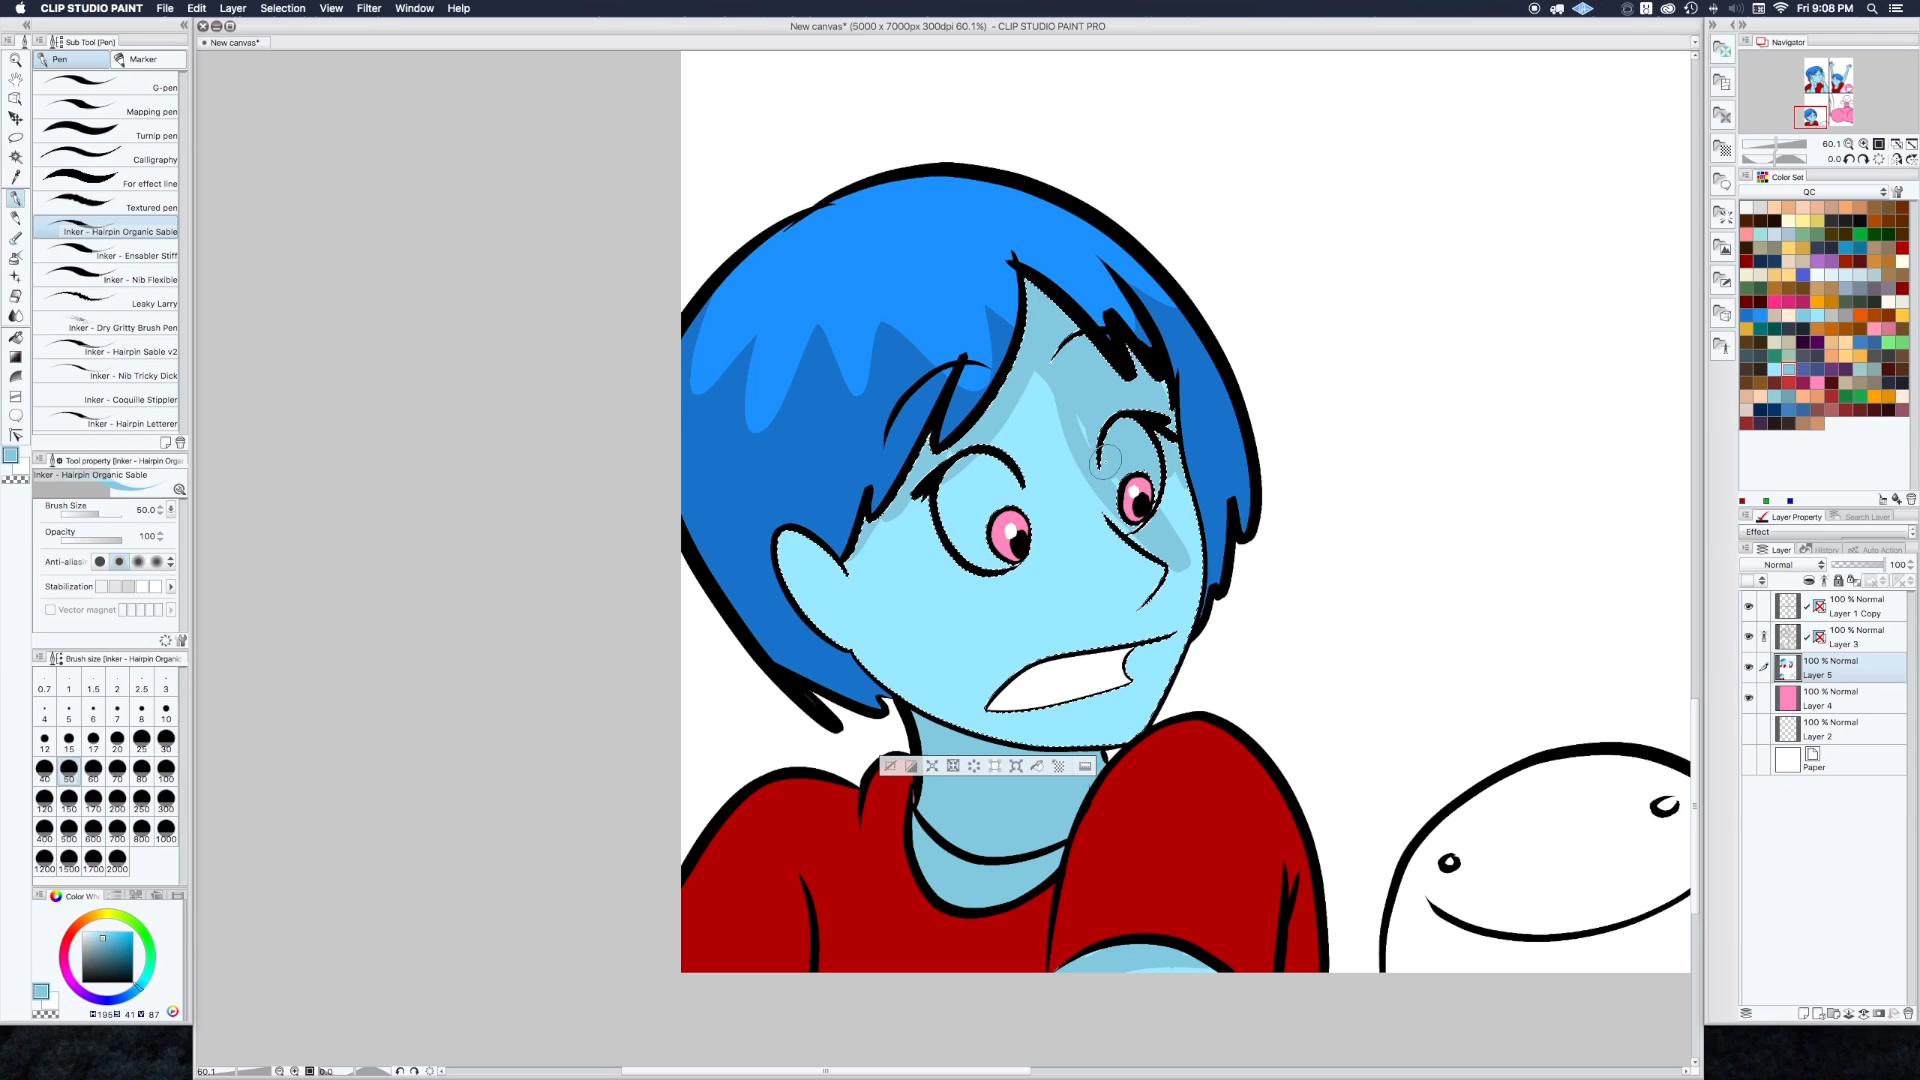 CLIP STUDIO PAINT File Edit Layer Selection View Filter Window Help
Fri 9:08 PM
New canvas* (5000 x 7000px 300dpi 60.1%) - CLIP STUDIO PAINT PRO
Sub Tool [Pen]
New canvas*
Navigator
Pen Marker
G-pen
Mapping pen
Turnip pen
Calligraphy
For effect line
Textured pen
Inker - Hairpin Organic Sable
Inker - Ensabler Stiff
Inker - Nib Flexible
Leaky Larry
Inker - Dry Gritty Brush Pen
Inker - Hairpin Sable v2
Inker - Nib Tricky Dick
Inker - Coquille Stippler
Inker - Hairpin Letterer
Tool property [Inker - Hairpin Orga
Inker - Hairpin Organic Sable
Brush Size 50.0
Opacity 100
Anti-aliasi
Stabilization
Vector magnet
Brush size [Inker - Hairpin Organic
0.7 1 1.5 2 2.5 3
4 5 6 7 8 10
12 15 17 20 25 30
40 50 60 70 80 100
120 150 170 200 250 300
400 500 600 700 800 1000
1200 1500 1700 2000
Color Wh
H195 S 41 V 87
60.1 0.0
60.1
0.0
Color Set
QC
Layer Property Search Layer
Effect
Layer History Auto Action
Normal 100
100 % Normal
Layer 1 Copy
100 % Normal
Layer 3
100 % Normal
Layer 5
100 % Normal
Layer 4
100 % Normal
Layer 2
Paper